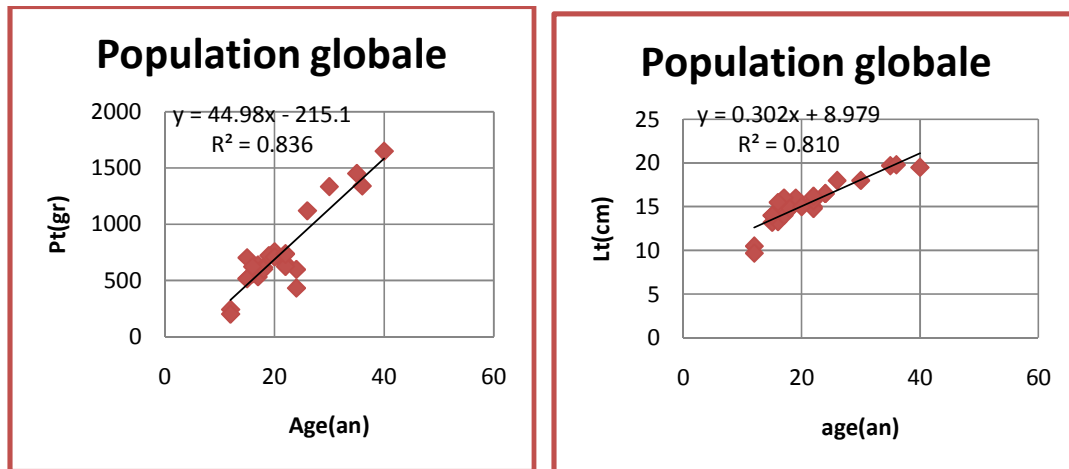 Population globale
y = 44.98x - 215.1
R² = 0.836
2000
1500
1000
500
0
0 20 40 60
Pt(gr)
Age(an)
Population globale
y = 0.302x + 8.979
R² = 0.810
25
20
15
10
5
0
0 20 40 60
Lt(cm)
age(an)